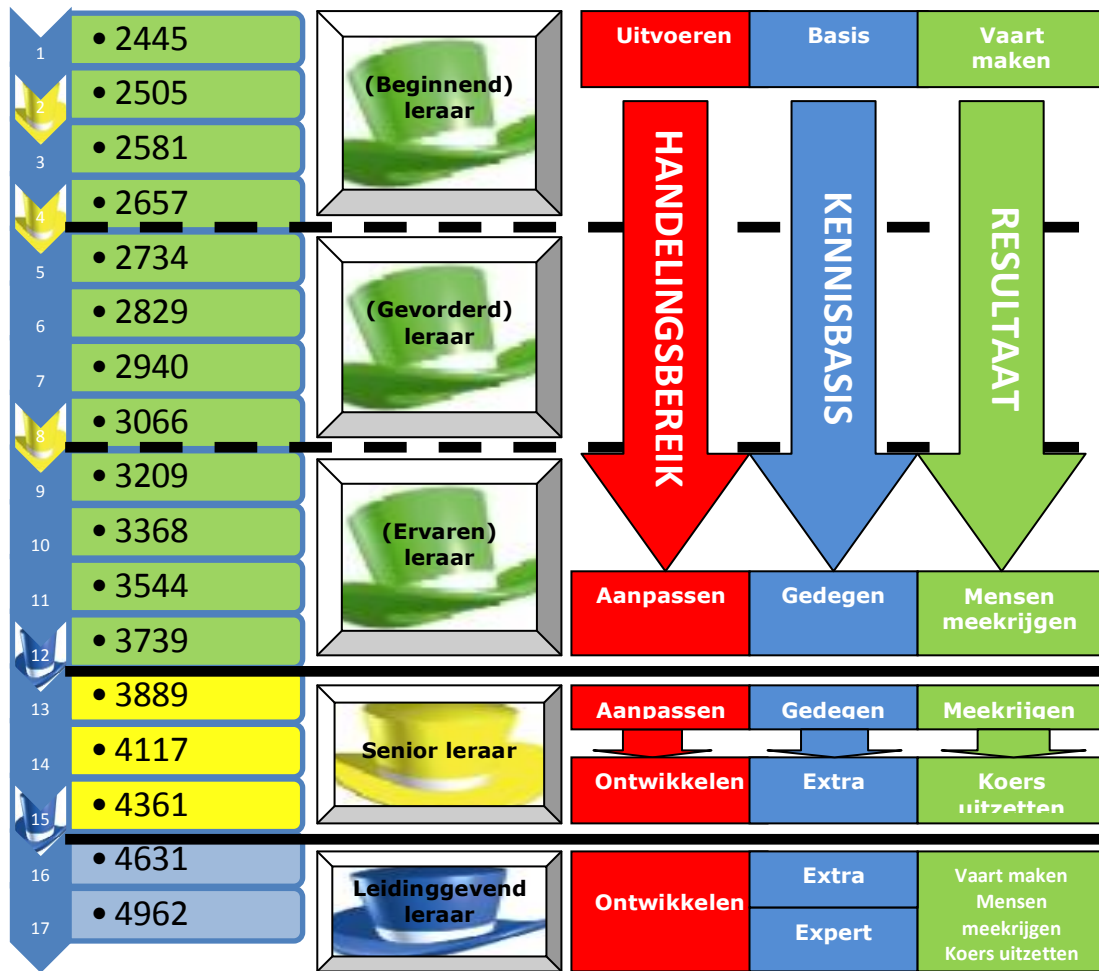 1
• 2445
2
• 2505
3
• 2581
4
• 2657
5
• 2734
6
• 2829
7
• 2940
8
• 3066
9
• 3209
10
• 3368
11
• 3544
12
• 3739
13
• 3889
14
• 4117
15
• 4361
16
• 4631
17
• 4962
(Beginnend)
leraar
(Gevorderd)
leraar
(Ervaren)
leraar
Senior leraar
Leidinggevend
leraar
Uitvoeren
Basis
Vaart
maken
HANDELINGSBEREIK
KENNISBASIS
RESULTAAT
Aanpassen
Gedegen
Mensen
meekrijgen
Aanpassen
Gedegen
Meekrijgen
Ontwikkelen
Extra
Koers
uitzetten
Ontwikkelen
Extra
Expert
Vaart maken
Mensen
meekrijgen
Koers uitzetten